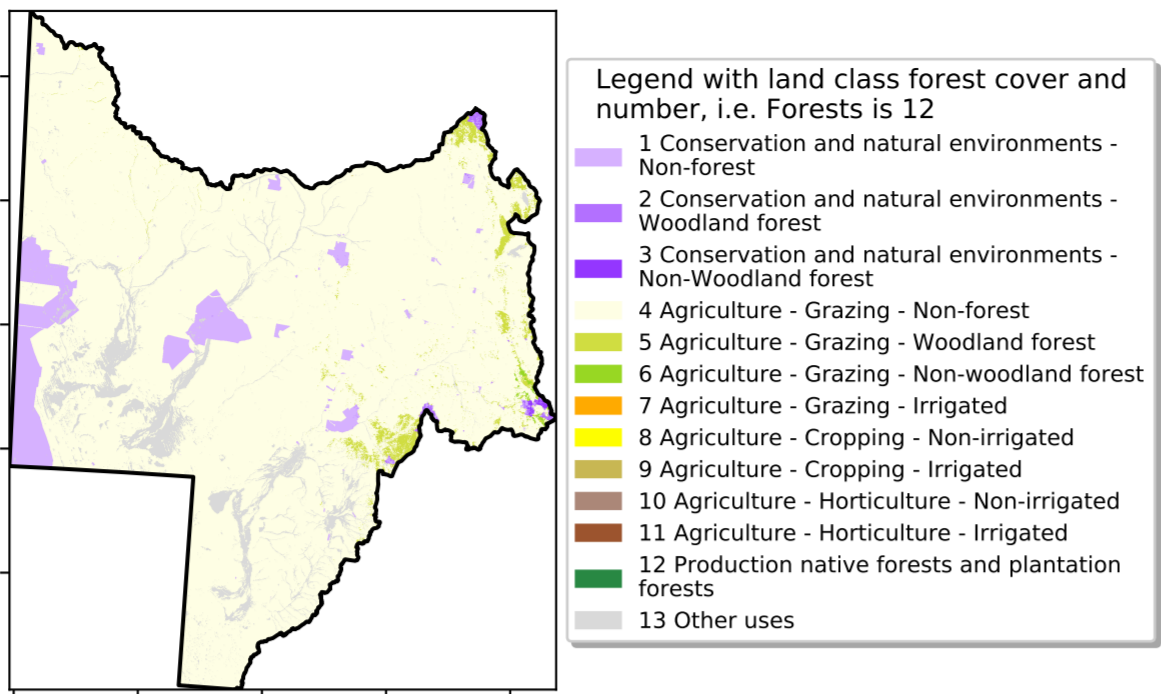 Legend with land class forest cover and
number, i.e. Forests is 12
1 Conservation and natural environments -
Non-forest
2 Conservation and natural environments -
Woodland forest
3 Conservation and natural environments -
Non-Woodland forest
4 Agriculture - Grazing - Non-forest
5 Agriculture - Grazing - Woodland forest
6 Agriculture - Grazing - Non-woodland forest
7 Agriculture - Grazing - Irrigated
8 Agriculture - Cropping - Non-irrigated
9 Agriculture - Cropping - Irrigated
10 Agriculture - Horticulture - Non-irrigated
11 Agriculture - Horticulture - Irrigated
12 Production native forests and plantation
forests
13 Other uses